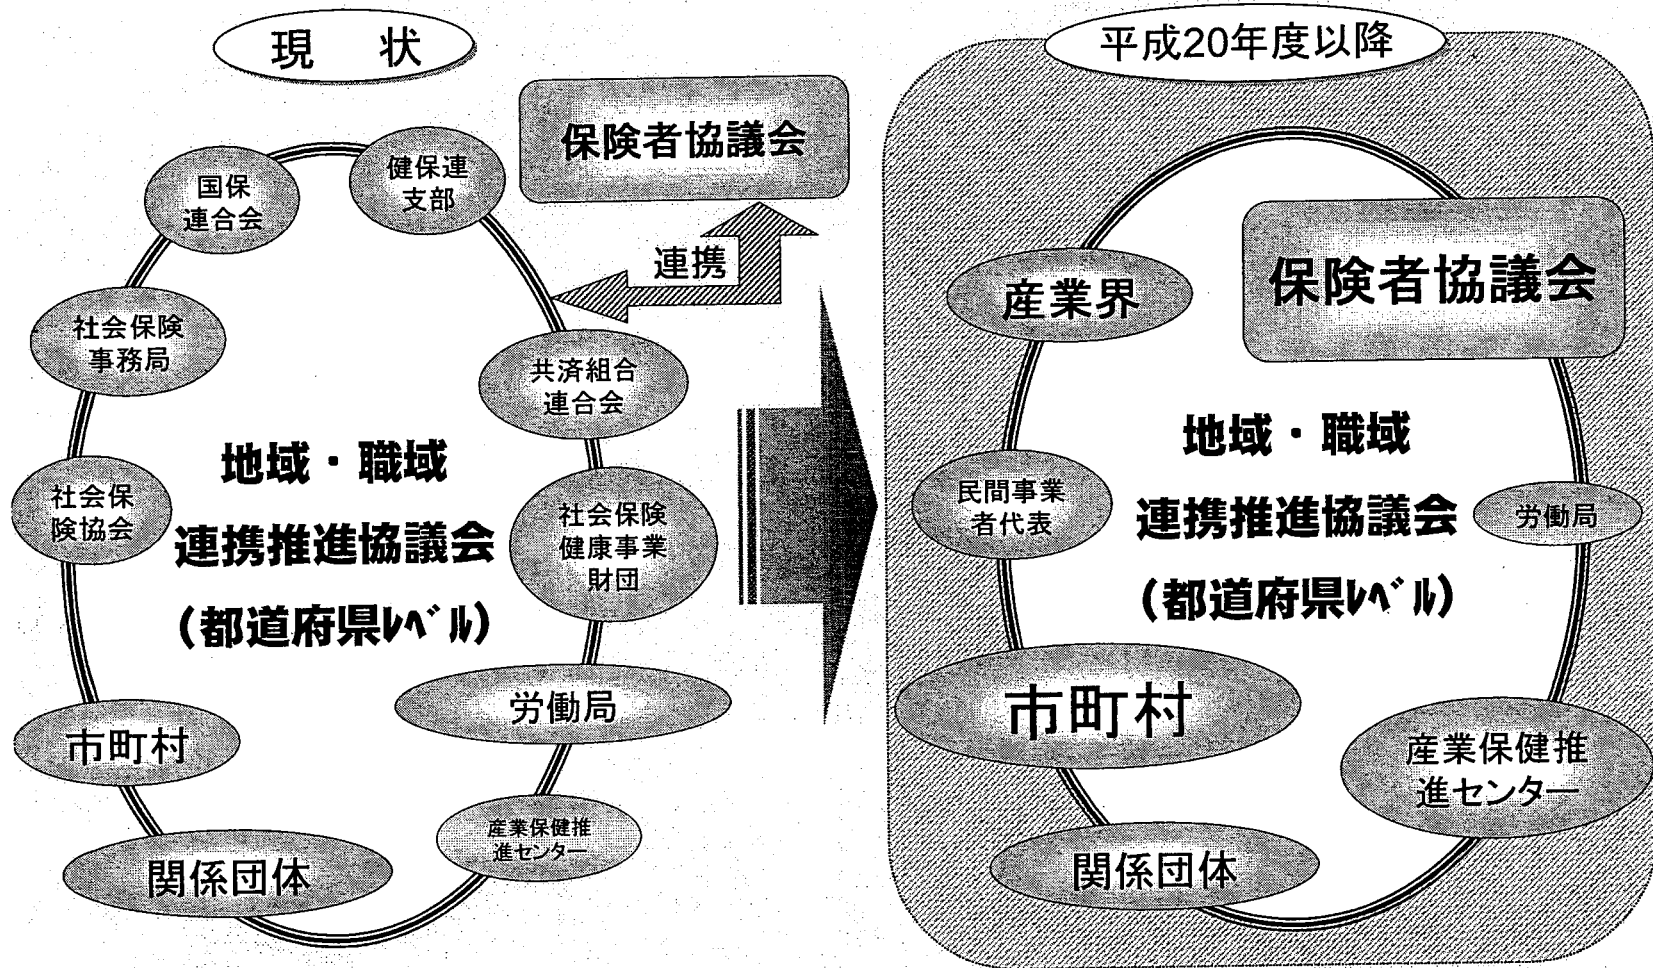 現 状
保険者協議会
国保
連合会
健保連
支部
連携
社会保険
事務局
共済組合
連合会
地域・職域
連携推進協議会
(都道府県ﾚﾍﾞﾙ)
社会保
険協会
社会保険
健康事業
財団
労働局
市町村
産業保健推
進センター
関係団体
平成20年度以降
保険者協議会
産業界
地域・職域
連携推進協議会
(都道府県ﾚﾍﾞﾙ)
民間事業
者代表
労働局
市町村
産業保健推
進センター
関係団体